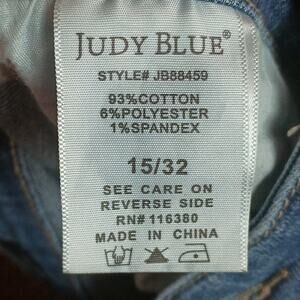 JUDY BLUE®
STYLE# JB88459
93%COTTON
6%POLYESTER
1%SPANDEX
15/32
SEE CARE ON
REVERSE SIDE
RN# 116380
MADE IN CHINA